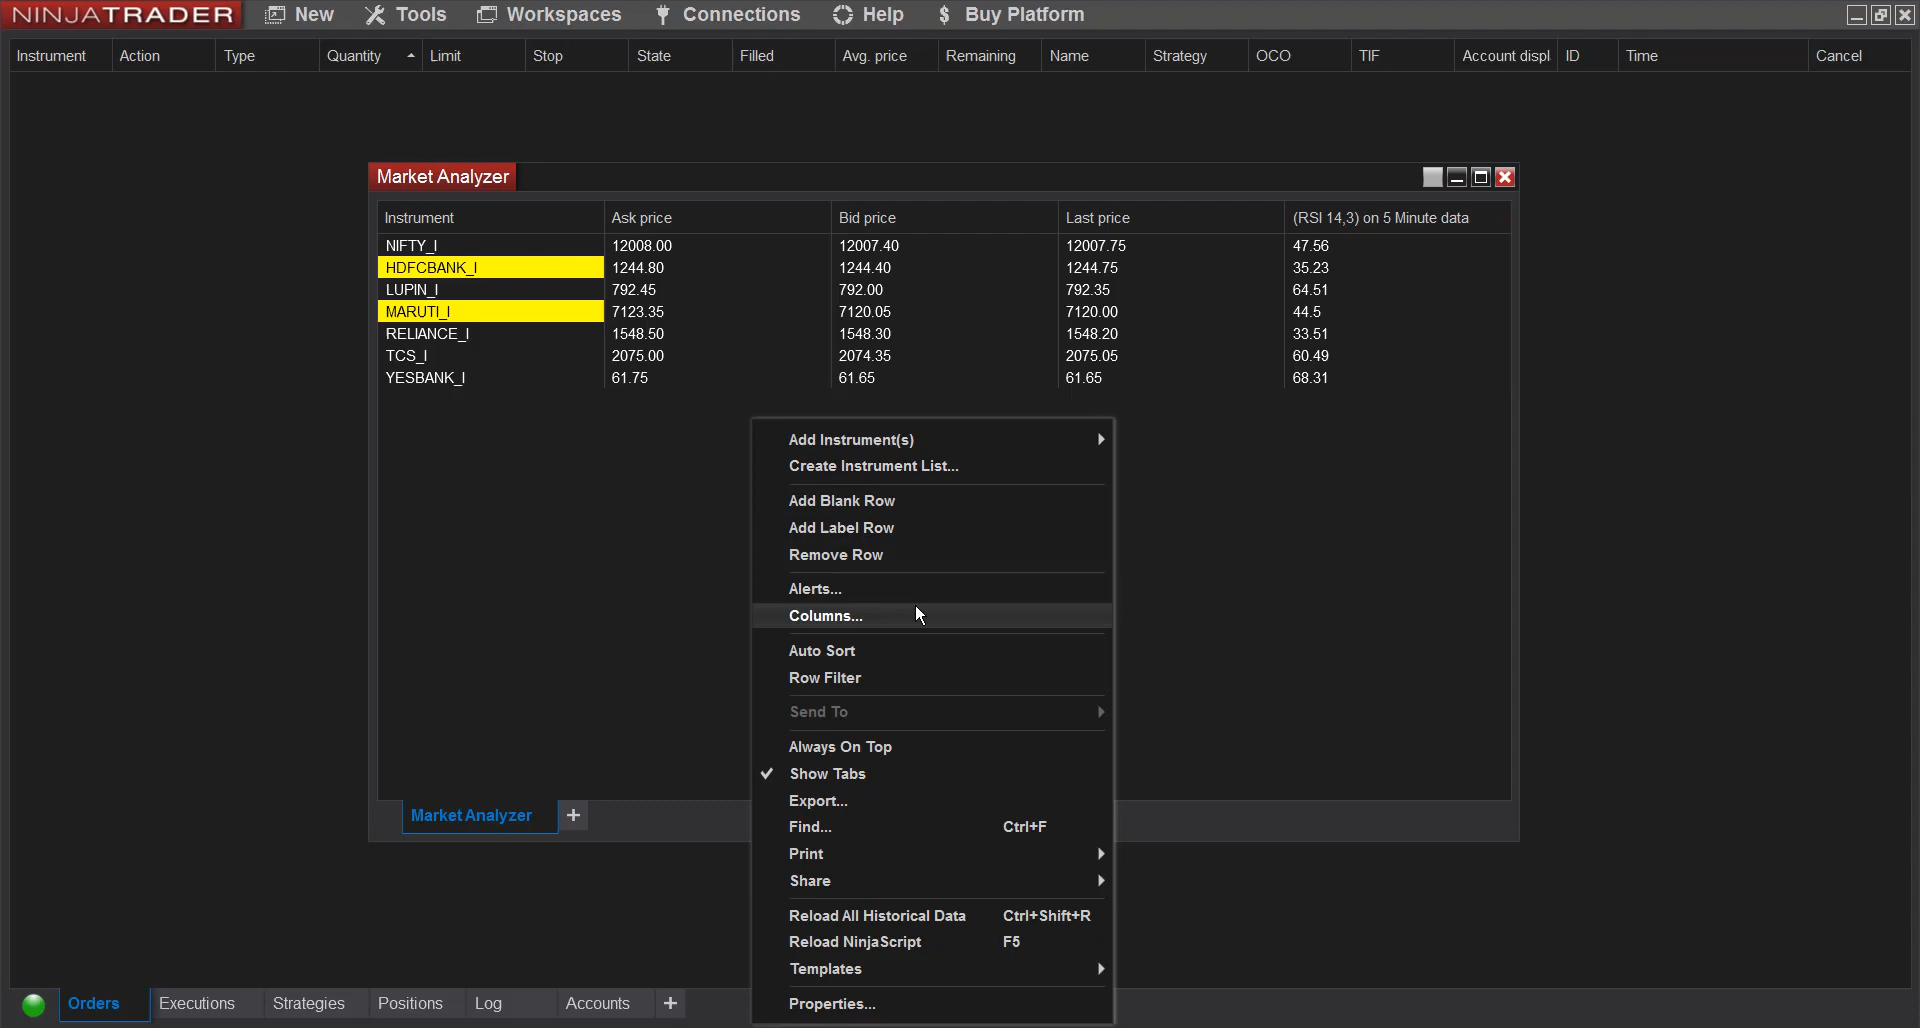 NINJATRADER New Tools Workspaces Connections Help $ Buy Platform
Instrument Action Type Quantity Limit Stop State Filled Avg. price Remaining Name Strategy OCO TIF Account displ ID Time Cancel
Market Analyzer
Instrument Ask price Bid price Last price (RSI 14,3) on 5 Minute data
NIFTY_I 12008.00 12007.40 12007.75 47.56
HDFCBANK_I 1244.80 1244.40 1244.75 35.23
LUPIN_I 792.45 792.00 792.35 64.51
MARUTI_I 7123.35 7120.05 7120.00 44.5
RELIANCE_I 1548.50 1548.30 1548.20 33.51
TCS_I 2075.00 2074.35 2075.05 60.49
YESBANK_I 61.75 61.65 61.65 68.31
Add Instrument(s)
Create Instrument List...
Add Blank Row
Add Label Row
Remove Row
Alerts...
Columns...
Auto Sort
Row Filter
Send To
Always On Top
Show Tabs
Export...
Find... Ctrl+F
Print
Share
Reload All Historical Data Ctrl+Shift+R
Reload NinjaScript F5
Templates
Properties...
Market Analyzer +
Orders Executions Strategies Positions Log Accounts +